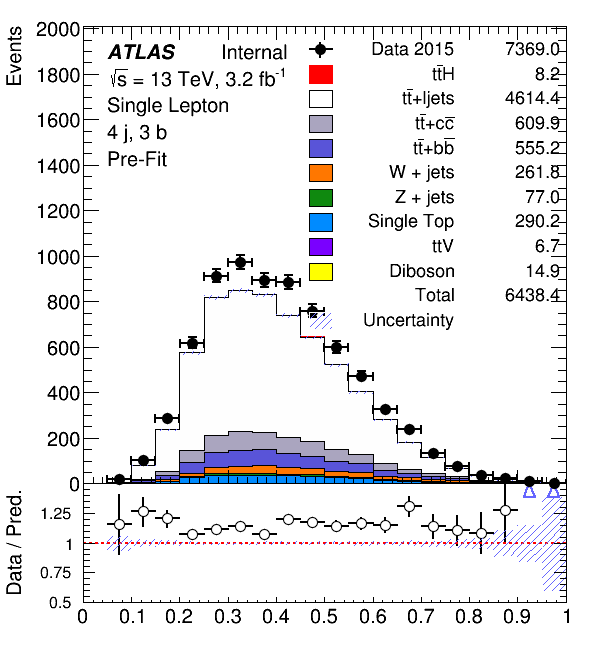 Events
2000
1800
1600
1400
1200
1000
800
600
400
200
0
ATLAS Internal
√s = 13 TeV, 3.2 fb⁻¹
Single Lepton
4 j, 3 b
Pre-Fit
Data 2015 7369.0
tt̄H 8.2
tt̄+ljets 4614.4
tt̄+cc̄ 609.9
tt̄+bb̄ 555.2
W + jets 261.8
Z + jets 77.0
Single Top 290.2
ttV 6.7
Diboson 14.9
Total 6438.4
Uncertainty
Data / Pred.
1.25
1
0.75
0.5
0 0.1 0.2 0.3 0.4 0.5 0.6 0.7 0.8 0.9 1